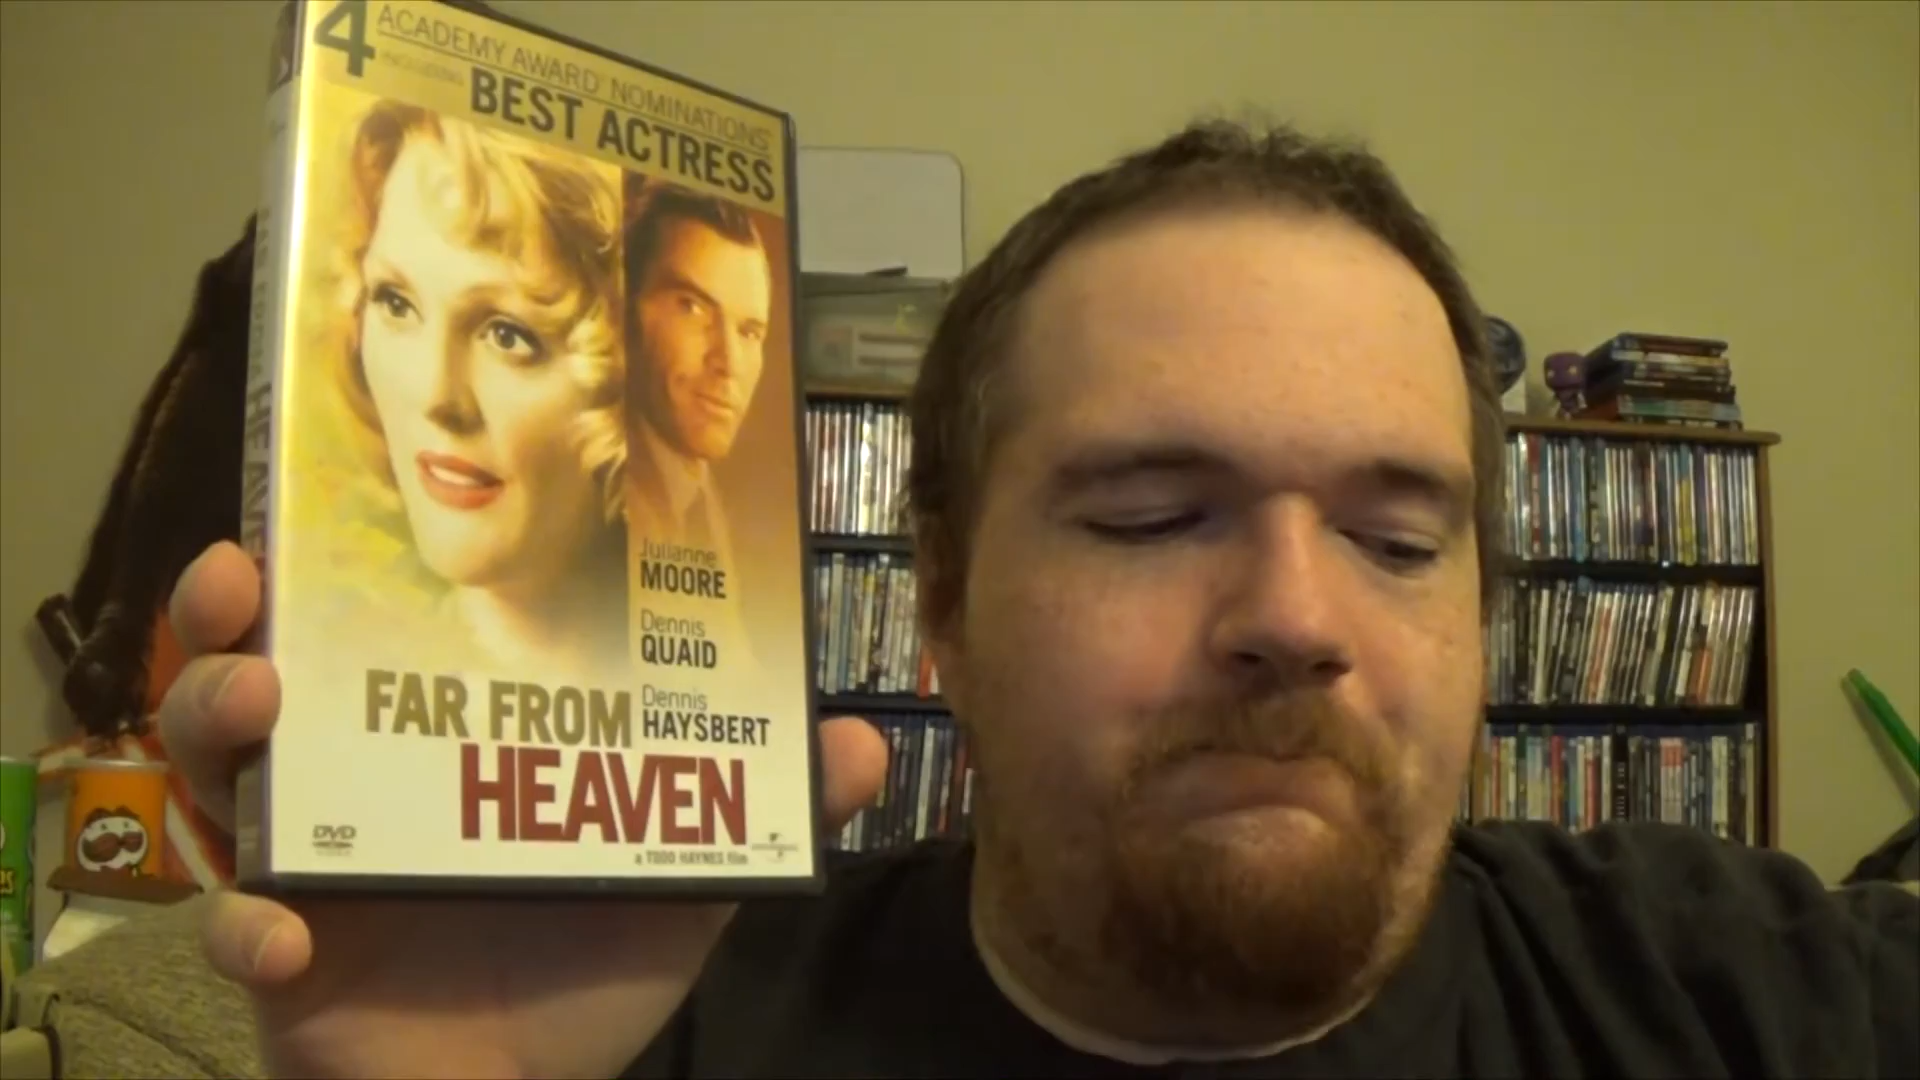 4 ACADEMY AWARD NOMINATIONS
INCLUDING BEST ACTRESS
Julianne
MOORE
Dennis
QUAID
Dennis
HAYSBERT
FAR FROM
HEAVEN
DVD
a TODD HAYNES film